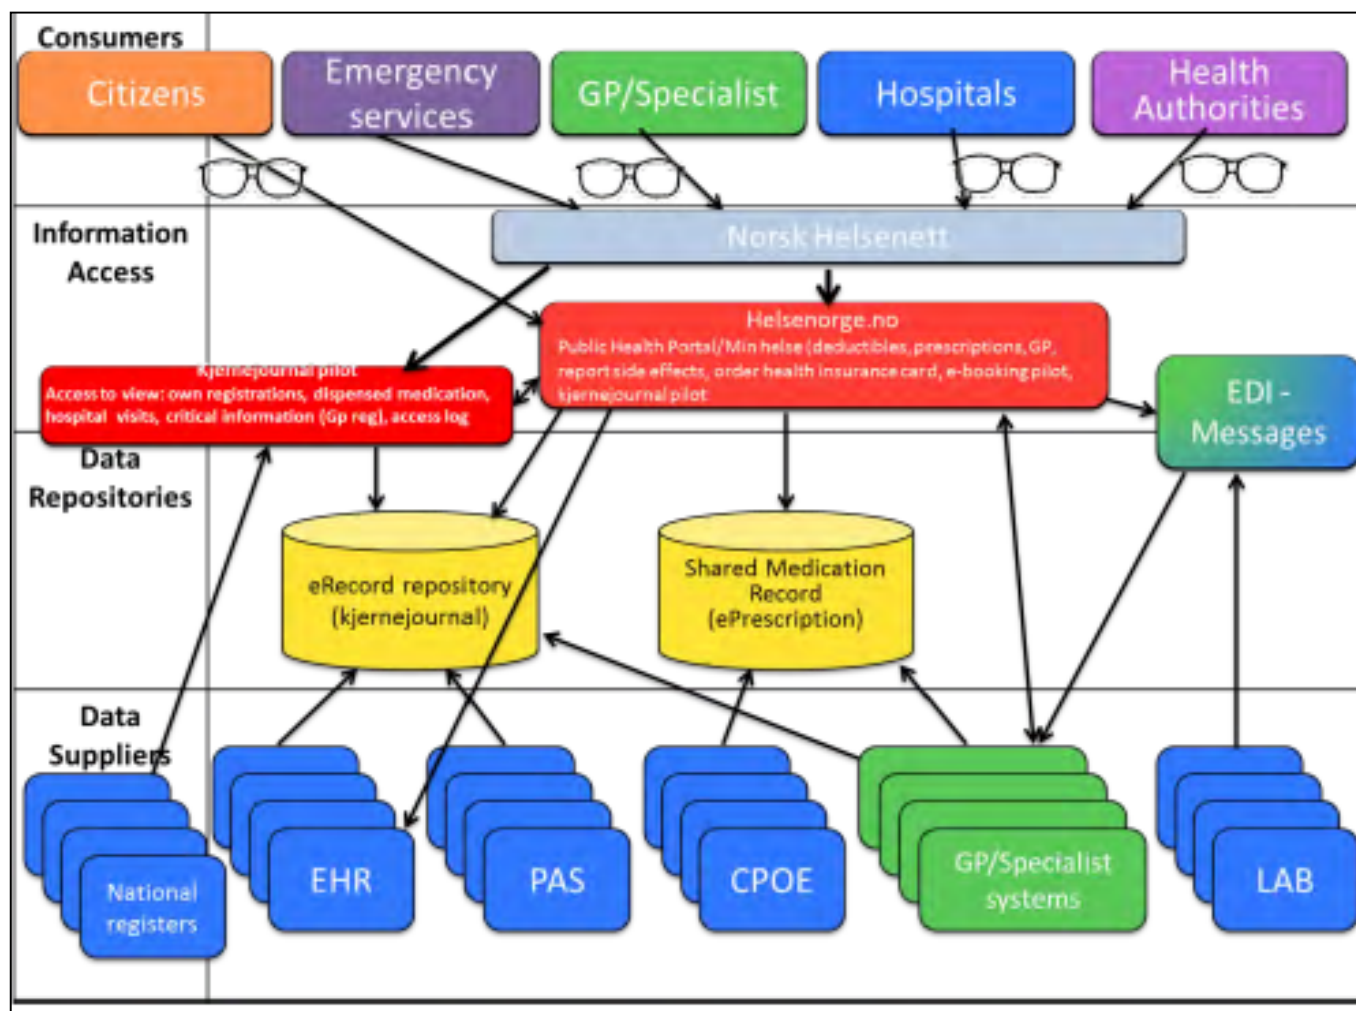 Consumers
Citizens
Emergency
services
GP/Specialist
Hospitals
Health
Authorities
Information
Access
Norsk Helsenett
Helsenorge.no
Public Health Portal/Min helse (deductibles, prescriptions, GP,
report side effects, order health insurance card, e-booking pilot,
kjernejournal pilot
Kjernejournal pilot
Access to view: own registrations, dispensed medication,
hospital visits, critical information (Gp reg), access log
EDI -
Messages
Data
Repositories
eRecord repository
(kjernejournal)
Shared Medication
Record
(ePrescription)
Data
Suppliers
National
registers
EHR
PAS
CPOE
GP/Specialist
systems
LAB